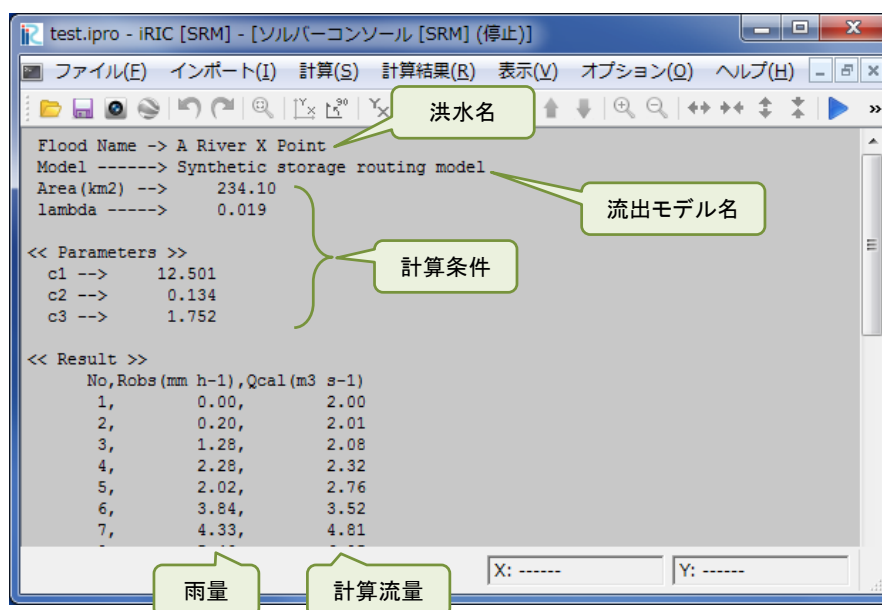 test.ipro - iRIC [SRM] - [ソルバーコンソール [SRM] (停止)]
ファイル(F) インポート(I) 計算(S) 計算結果(R) 表示(V) オプション(O) ヘルプ(H)
洪水名
Flood Name -> A River X Point
Model ------> Synthetic storage routing model
Area(km2) --> 234.10
lambda -----> 0.019
流出モデル名
<< Parameters >>
計算条件
c1 --> 12.501
c2 --> 0.134
c3 --> 1.752
<< Result >>
No,Robs(mm h-1),Qcal(m3 s-1)
1, 0.00, 2.00
2, 0.20, 2.01
3, 1.28, 2.08
4, 2.28, 2.32
5, 2.02, 2.76
6, 3.84, 3.52
7, 4.33, 4.81
X: ------ Y: ------
雨量 計算流量